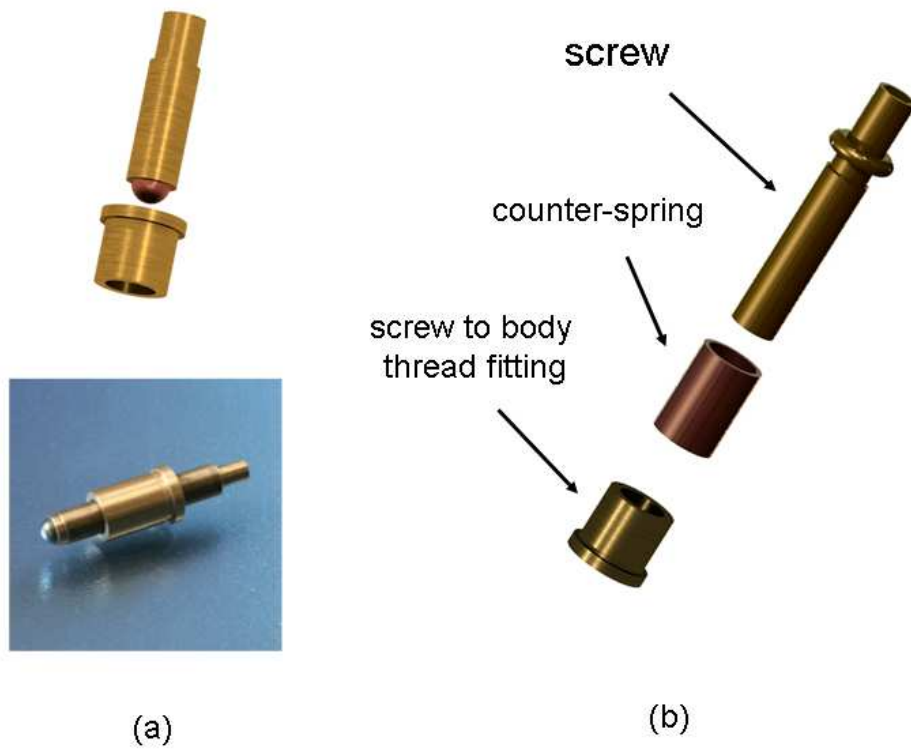 screw
counter-spring
screw to body
thread fitting
(a)
(b)